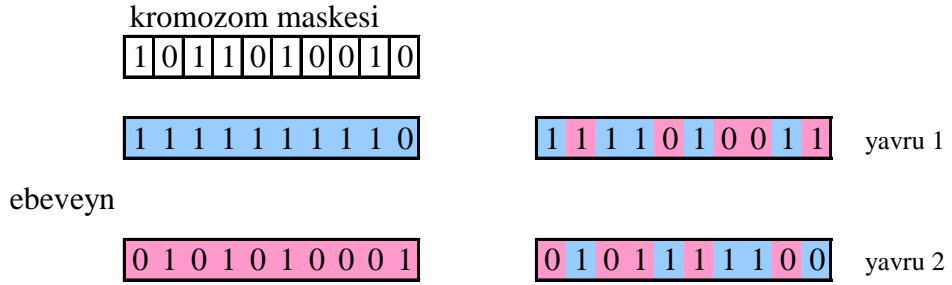 kromozom maskesi
1 0 1 1 0 1 0 0 1 0
1 1 1 1 1 1 1 1 1 0
1 1 1 1 0 1 0 0 1 1
yavru 1
ebeveyn
0 1 0 1 0 1 0 0 0 1
0 1 0 1 1 1 1 1 0 0
yavru 2